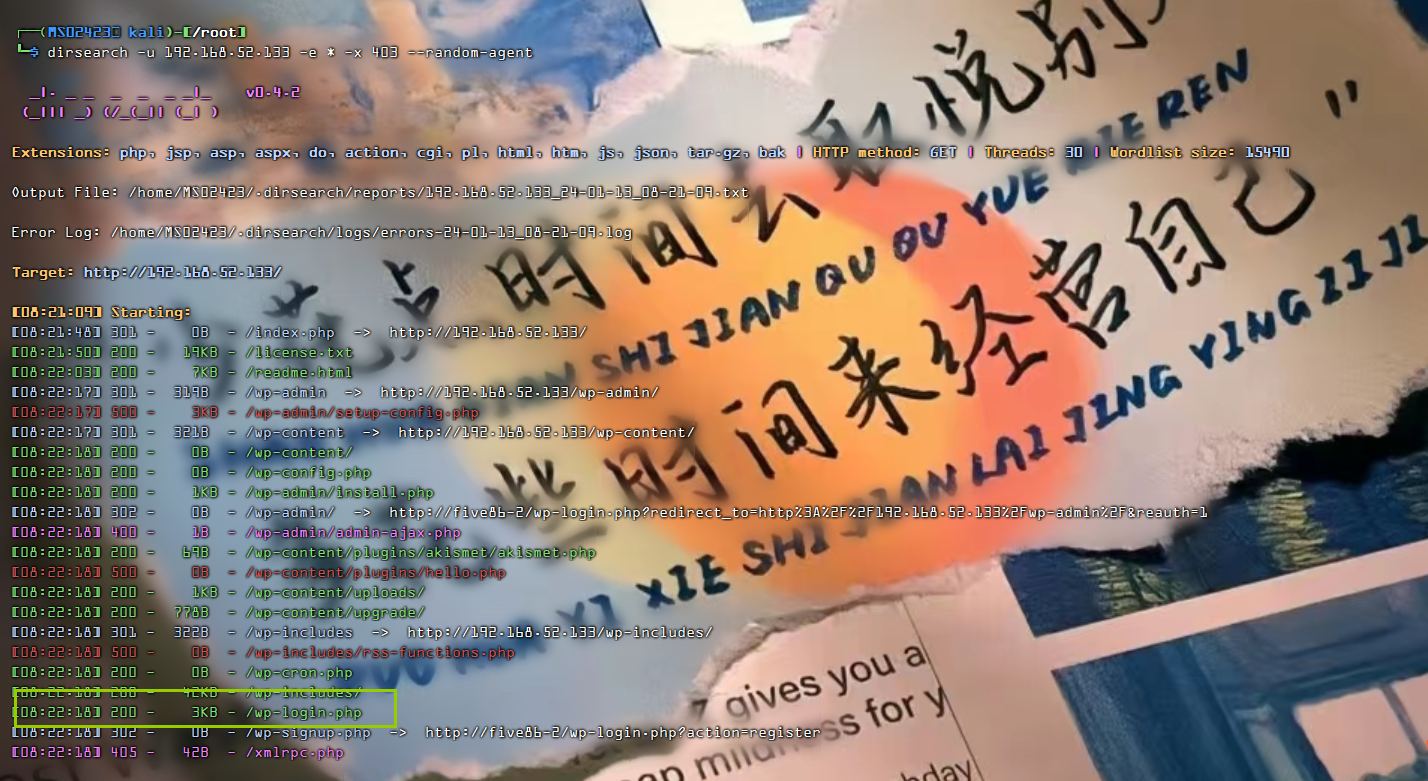 ┌──(MS02423㉿ kali)-[/root]
└─$ dirsearch -u 192.168.52.133 -e * -x 403 --random-agent
_|. _ _  _  _  _ _|_    v0.4.2
(_||| _) (/_(_|| (_| )
Extensions: php, jsp, asp, aspx, do, action, cgi, pl, html, htm, js, json, tar.gz, bak | HTTP method: GET | Threads: 30 | Wordlist size: 15490
Output File: /home/MS02423/.dirsearch/reports/192.168.52.133_24-01-13_08-21-09.txt
Error Log: /home/MS02423/.dirsearch/logs/errors-24-01-13_08-21-09.log
Target: http://192.168.52.133/
[08:21:09] Starting:
[08:21:48] 301 -    0B  - /index.php  ->  http://192.168.52.133/
[08:21:50] 200 -   19KB - /license.txt
[08:22:03] 200 -    7KB - /readme.html
[08:22:17] 301 -  319B  - /wp-admin  ->  http://192.168.52.133/wp-admin/
[08:22:17] 500 -    3KB - /wp-admin/setup-config.php
[08:22:17] 301 -  321B  - /wp-content  ->  http://192.168.52.133/wp-content/
[08:22:18] 200 -    0B  - /wp-content/
[08:22:18] 200 -    0B  - /wp-config.php
[08:22:18] 200 -    1KB - /wp-admin/install.php
[08:22:18] 302 -    0B  - /wp-admin/  ->  http://five86-2/wp-login.php?redirect_to=http%3A%2F%2F192.168.52.133%2Fwp-admin%2F&reauth=1
[08:22:18] 400 -    1B  - /wp-admin/admin-ajax.php
[08:22:18] 200 -   69B  - /wp-content/plugins/akismet/akismet.php
[08:22:18] 500 -    0B  - /wp-content/plugins/hello.php
[08:22:18] 200 -    1KB - /wp-content/uploads/
[08:22:18] 200 -  778B  - /wp-content/upgrade/
[08:22:18] 301 -  322B  - /wp-includes  ->  http://192.168.52.133/wp-includes/
[08:22:18] 500 -    0B  - /wp-includes/rss-functions.php
[08:22:18] 200 -    0B  - /wp-cron.php
[08:22:18] 200 -   42KB - /wp-includes/
[08:22:18] 200 -    3KB - /wp-login.php
[08:22:18] 302 -    0B  - /wp-signup.php  ->  http://five86-2/wp-login.php?action=register
[08:22:18] 405 -   42B  - /xmlrpc.php
花点时间去取悦别
SHI JIAN QU QU YUE BIE REN
些时间来经营自己"
YI XIE SHI JIAN LAI JING YING ZI JI
gives you a
ness for y